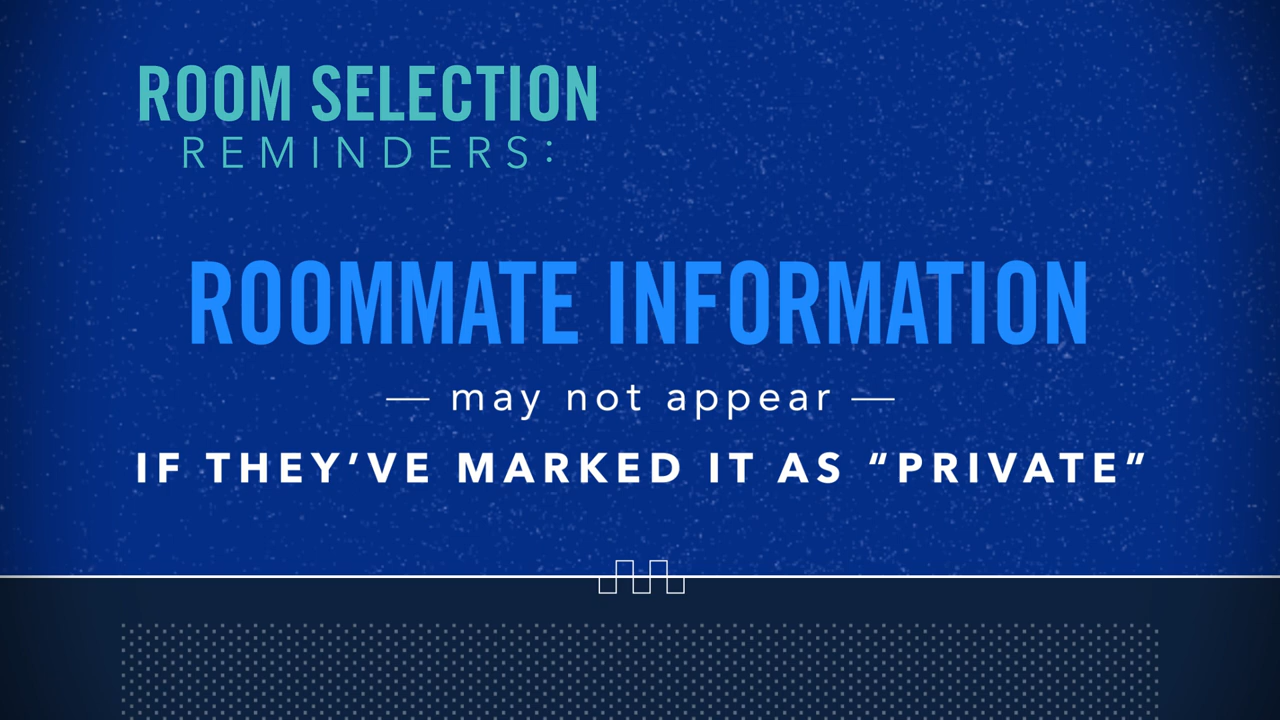 ROOM SELECTION
REMINDERS:
ROOMMATE INFORMATION
— may not appear —
IF THEY’VE MARKED IT AS “PRIVATE”